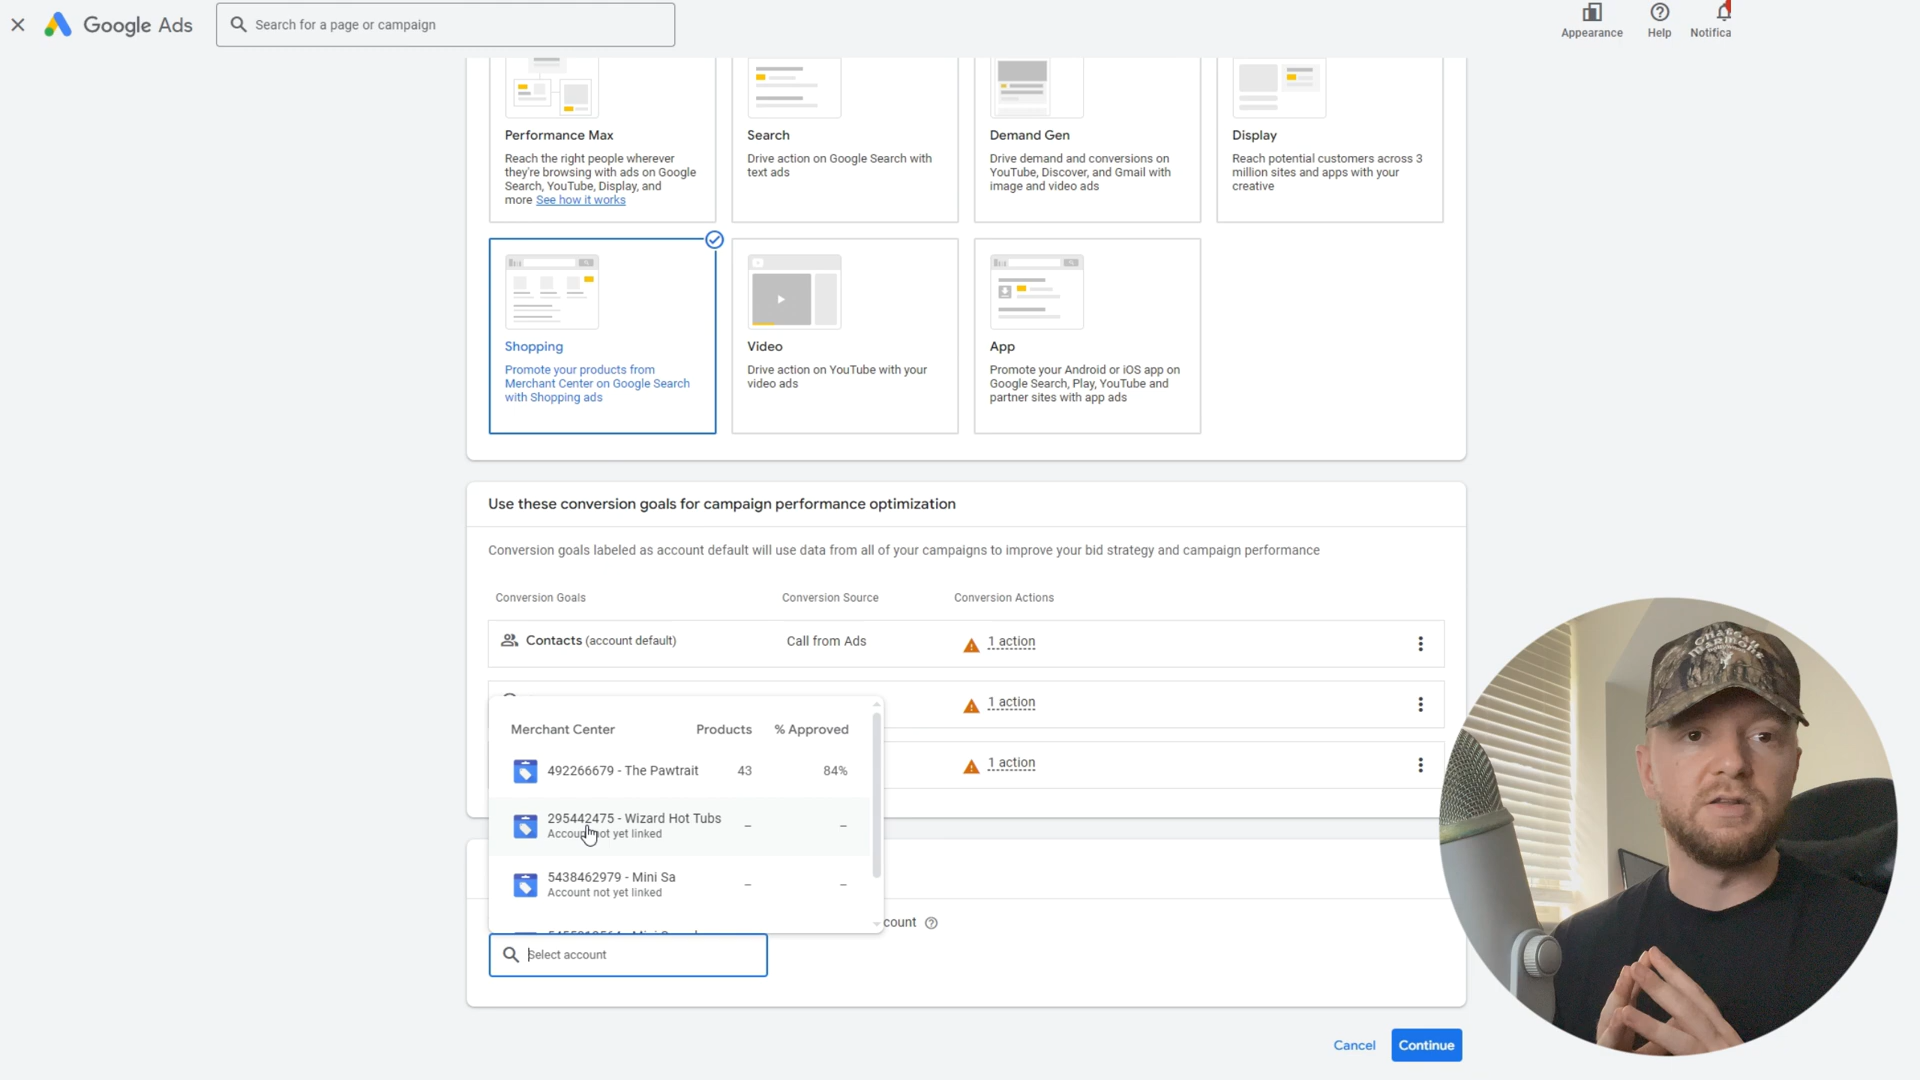 Google Ads
Search for a page or campaign
Appearance
Help
Notifica
Performance Max
Reach the right people wherever
they're browsing with ads on Google
Search, YouTube, Display, and
more See how it works
Search
Drive action on Google Search with
text ads
Demand Gen
Drive demand and conversions on
YouTube, Discover, and Gmail with
image and video ads
Display
Reach potential customers across 3
million sites and apps with your
creative
Shopping
Promote your products from
Merchant Center on Google Search
with Shopping ads
Video
Drive action on YouTube with your
video ads
App
Promote your Android or iOS app on
Google Search, Play, YouTube and
partner sites with app ads
Use these conversion goals for campaign performance optimization
Conversion goals labeled as account default will use data from all of your campaigns to improve your bid strategy and campaign performance
Conversion Goals
Conversion Source
Conversion Actions
Contacts (account default)
Call from Ads
1 action
1 action
1 action
Merchant Center
Products
% Approved
492266679 - The Pawtrait
43
84%
295442475 - Wizard Hot Tubs
–
–
Account not yet linked
5438462979 - Mini Sa
–
–
Account not yet linked
count
Select account
Cancel
Continue